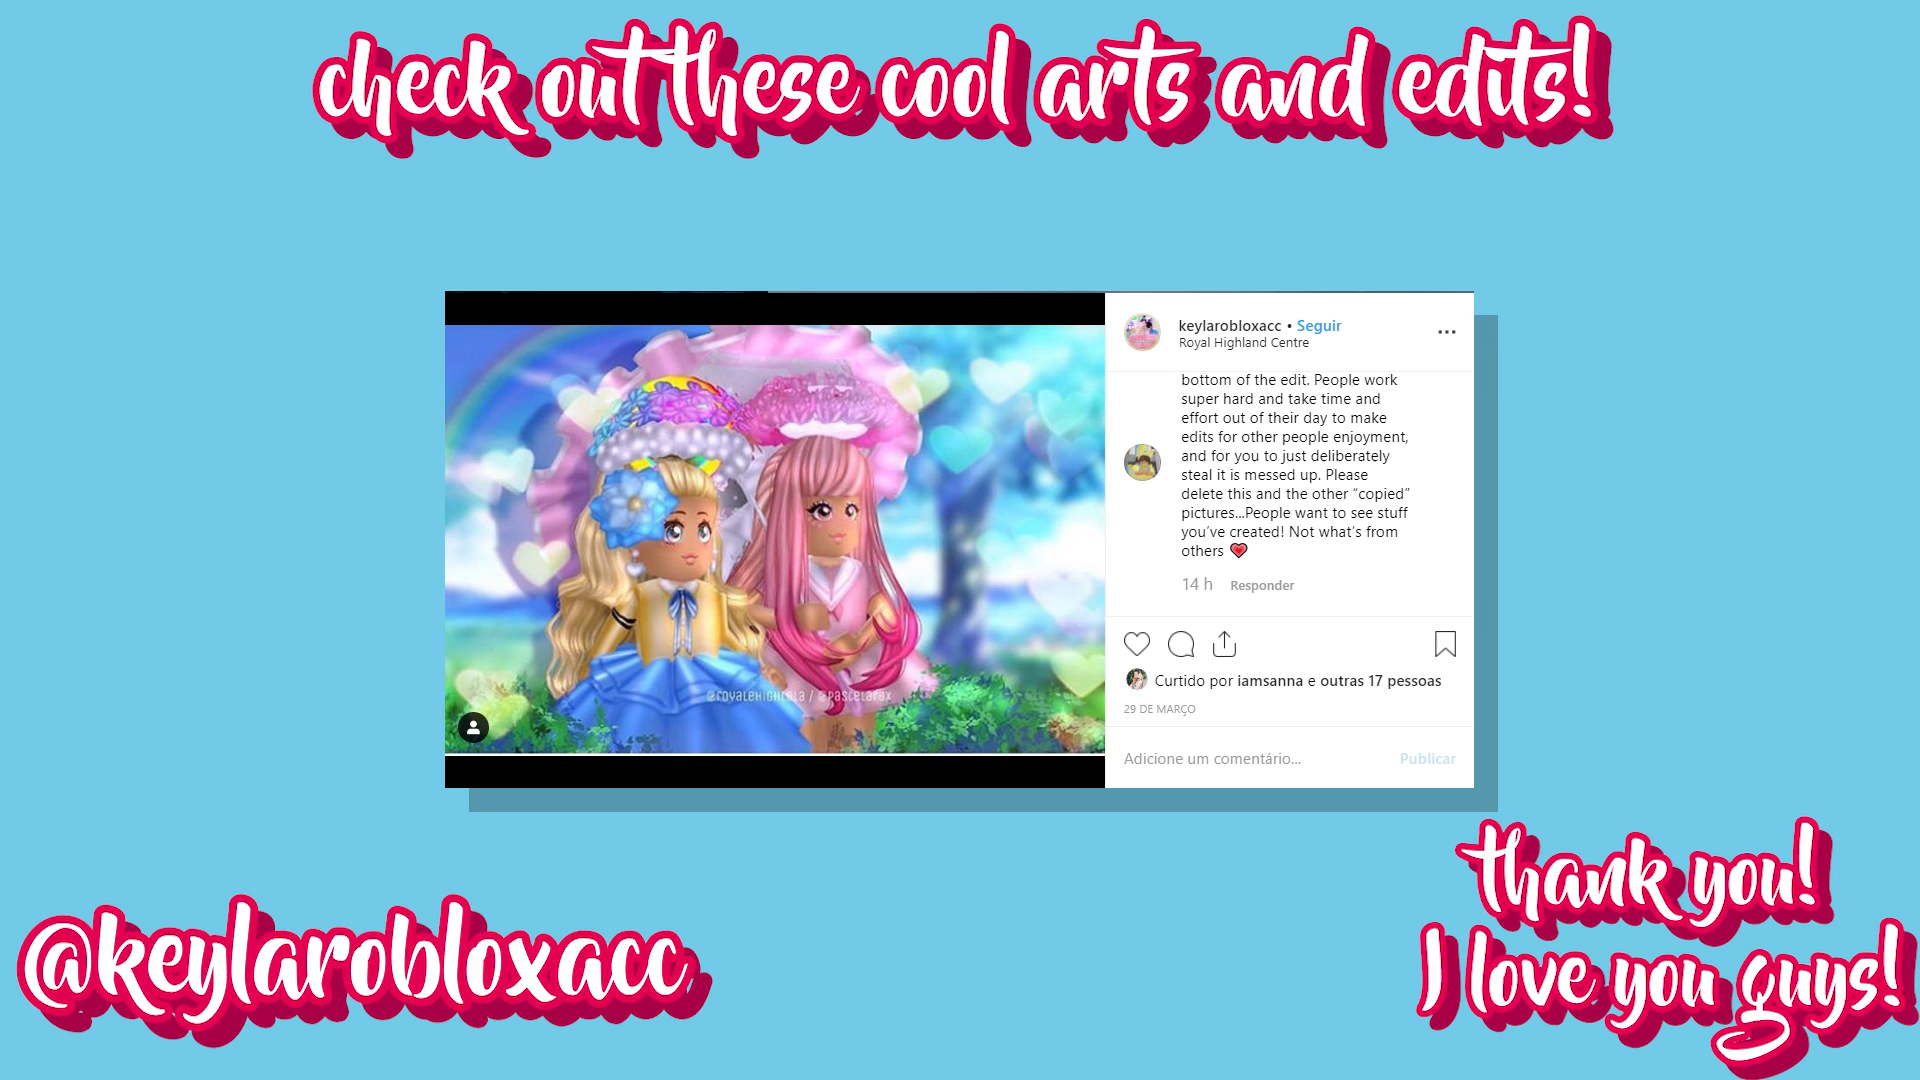 check out these cool arts and edits!
keylarobloxacc • Seguir
Royal Highland Centre
bottom of the edit. People work
super hard and take time and
effort out of their day to make
edits for other people enjoyment,
and for you to just deliberately
steal it is messed up. Please
delete this and the other “copied”
pictures...People want to see stuff
you’ve created! Not what’s from
others ❤
14 h Responder
@royalehighlola / @pastelarex
Curtido por iamsanna e outras 17 pessoas
29 DE MARÇO
Adicione um comentário... Publicar
thank you!
I love you guys!
@keylarobloxacc